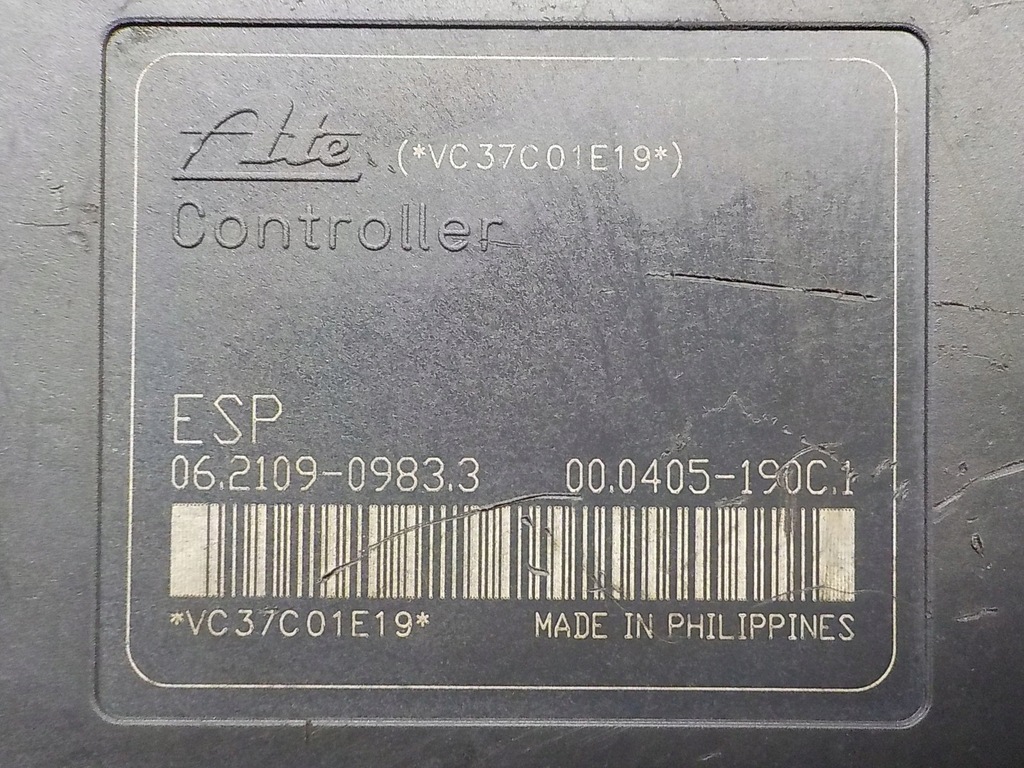 Ate (*VC37C01E19*)
Controller
ESP
06.2109-0983.3 00.0405-190C.1
*VC37C01E19* MADE IN PHILIPPINES